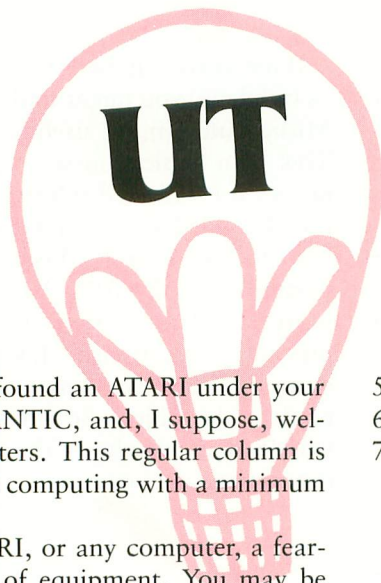 UT
found an ATARI under your
ANTIC, and, I suppose, wel-
ters. This regular column is
computing with a minimum
RI, or any computer, a fear-
of equipment. You may be
5
6
7